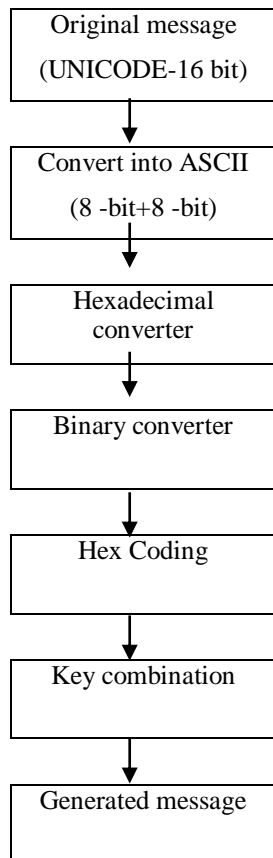 Original message
(UNICODE-16 bit)
Convert into ASCII
(8 -bit+8 -bit)
Hexadecimal
converter
Binary converter
Hex Coding
Key combination
Generated message